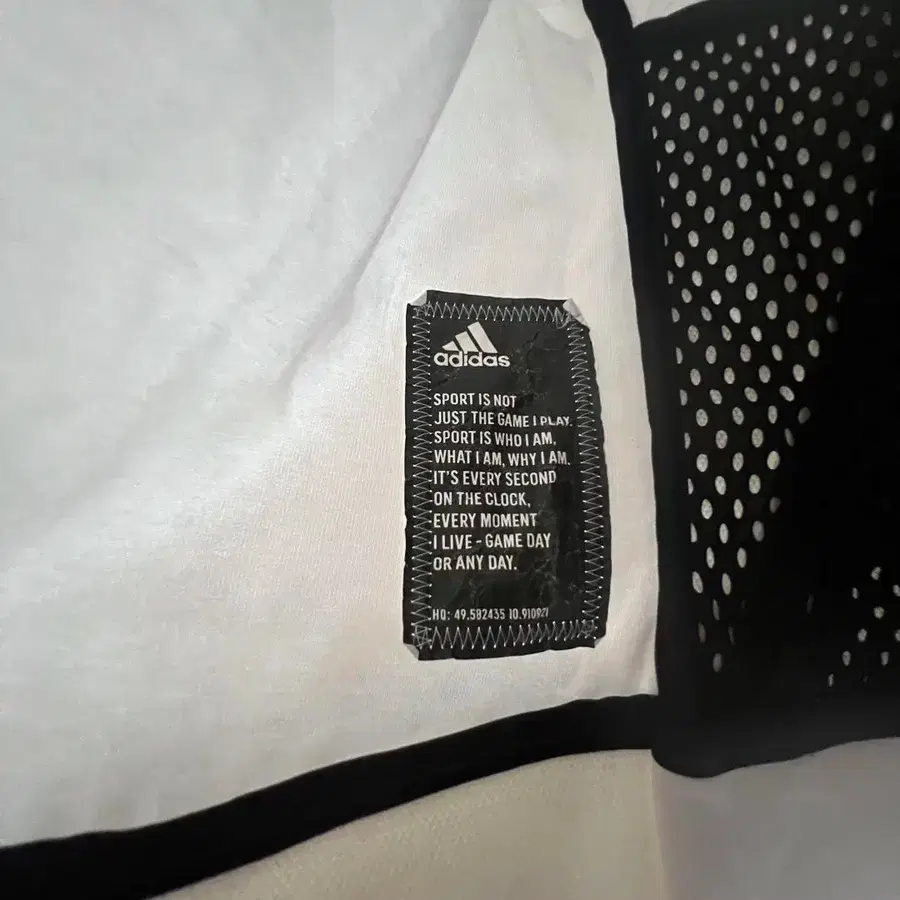 adidas
SPORT IS NOT
JUST THE GAME I PLAY.
SPORT IS WHO I AM.
WHAT I AM, WHY I AM.
IT'S EVERY SECOND
ON THE CLOCK,
EVERY MOMENT
I LIVE - GAME DAY
OR ANY DAY.
HQ: 49.582435 10.910921